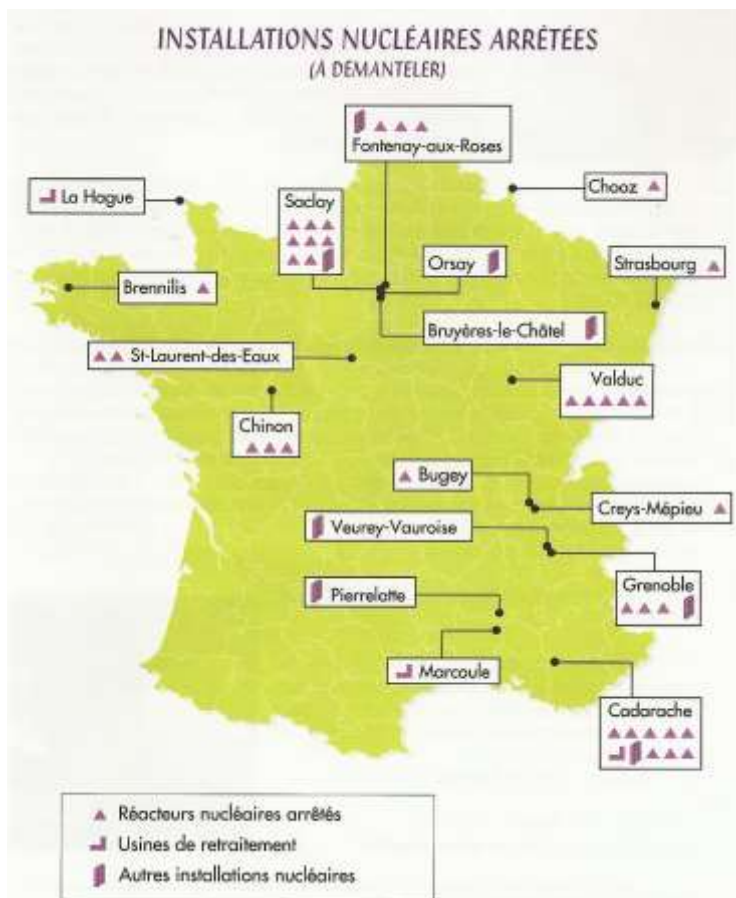 INSTALLATIONS NUCLÉAIRES ARRÊTÉES
(A DEMANTELER)
Fontenay-aux-Roses
Chooz
La Hague
Saclay
Orsay
Strasbourg
Brennilis
Bruyères-le-Châtel
St-Laurent-des-Eaux
Valduc
Chinon
Bugey
Creys-Mépieu
Veurey-Vauroise
Grenoble
Pierrelatte
Marcoule
Cadarache
Réacteurs nucléaires arrêtés
Usines de retraitement
Autres installations nucléaires